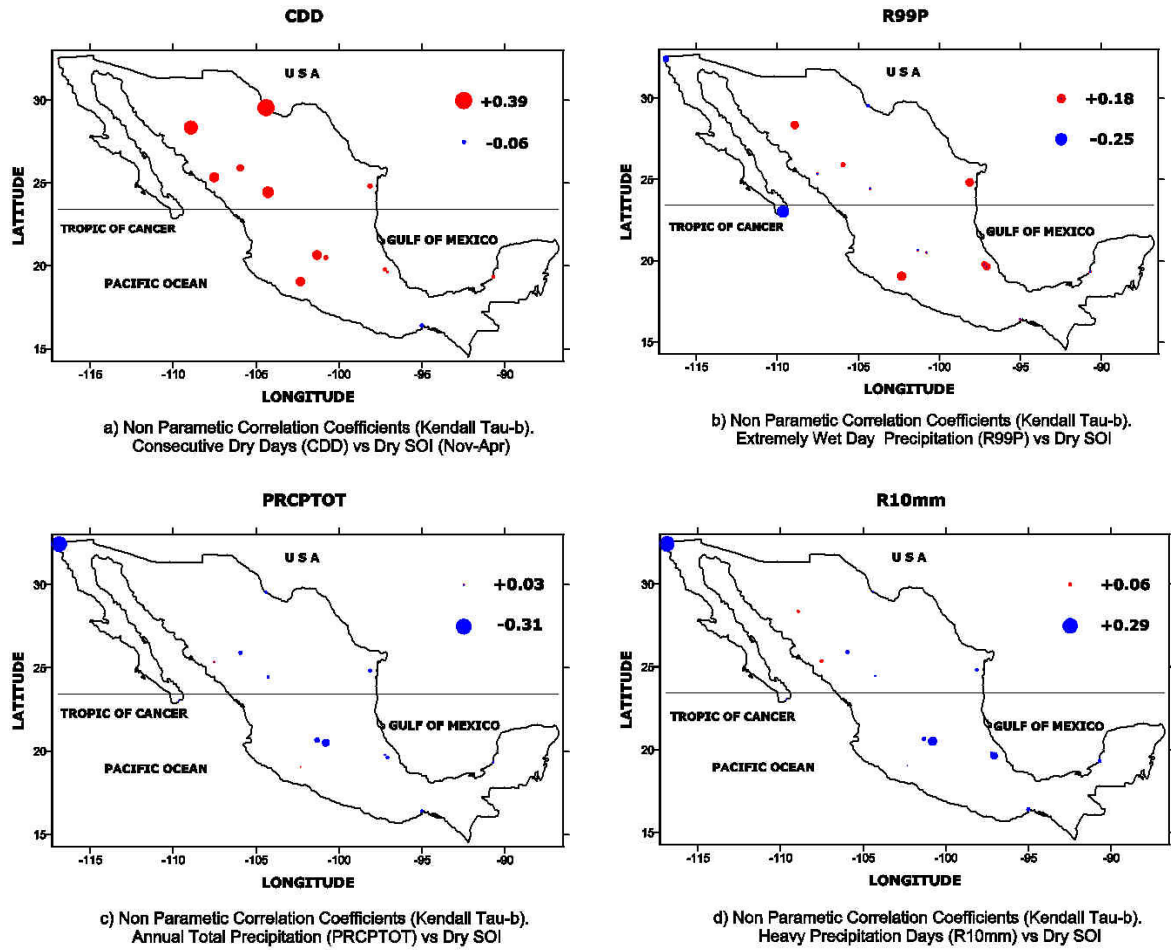 CDD
U S A
+0.39
-0.06
30
25
20
15
LATITUDE
TROPIC OF CANCER
GULF OF MEXICO
PACIFIC OCEAN
-115
-110
-105
-100
-95
-90
LONGITUDE
a) Non Parametic Correlation Coefficients (Kendall Tau-b).
Consecutive Dry Days (CDD) vs Dry SOI (Nov-Apr)
R99P
U S A
+0.18
-0.25
30
25
20
15
LATITUDE
TROPIC OF CANCER
GULF OF MEXICO
PACIFIC OCEAN
-115
-110
-105
-100
-95
-90
LONGITUDE
b) Non Parametic Correlation Coefficients (Kendall Tau-b).
Extremely Wet Day Precipitation (R99P) vs Dry SOI
PRCPTOT
U S A
+0.03
-0.31
30
25
20
15
LATITUDE
TROPIC OF CANCER
GULF OF MEXICO
PACIFIC OCEAN
-115
-110
-105
-100
-95
-90
LONGITUDE
c) Non Parametic Correlation Coefficients (Kendall Tau-b).
Annual Total Precipitation (PRCPTOT) vs Dry SOI
R10mm
U S A
+0.06
+0.29
30
25
20
15
LATITUDE
TROPIC OF CANCER
GULF OF MEXICO
PACIFIC OCEAN
-115
-110
-105
-100
-95
-90
LONGITUDE
d) Non Parametic Correlation Coefficients (Kendall Tau-b).
Heavy Precipitation Days (R10mm) vs Dry SOI